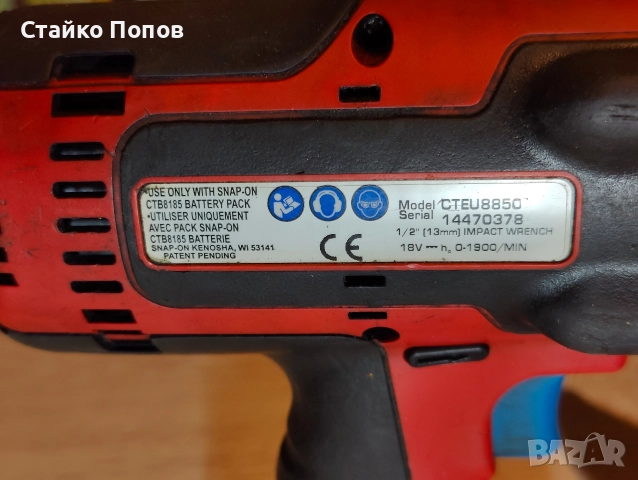 Стайко Попов
•USE ONLY WITH SNAP-ON
CTB8185 BATTERY PACK
•UTILISER UNIQUEMENT
AVEC PACK SNAP-ON
CTB8185 BATTERIE
SNAP-ON KENOSHA, WI 53141
PATENT PENDING
CE
Model CTEU8850
Serial 14470378
1/2" (13mm) IMPACT WRENCH
18V 0-1900/MIN
BAZAR